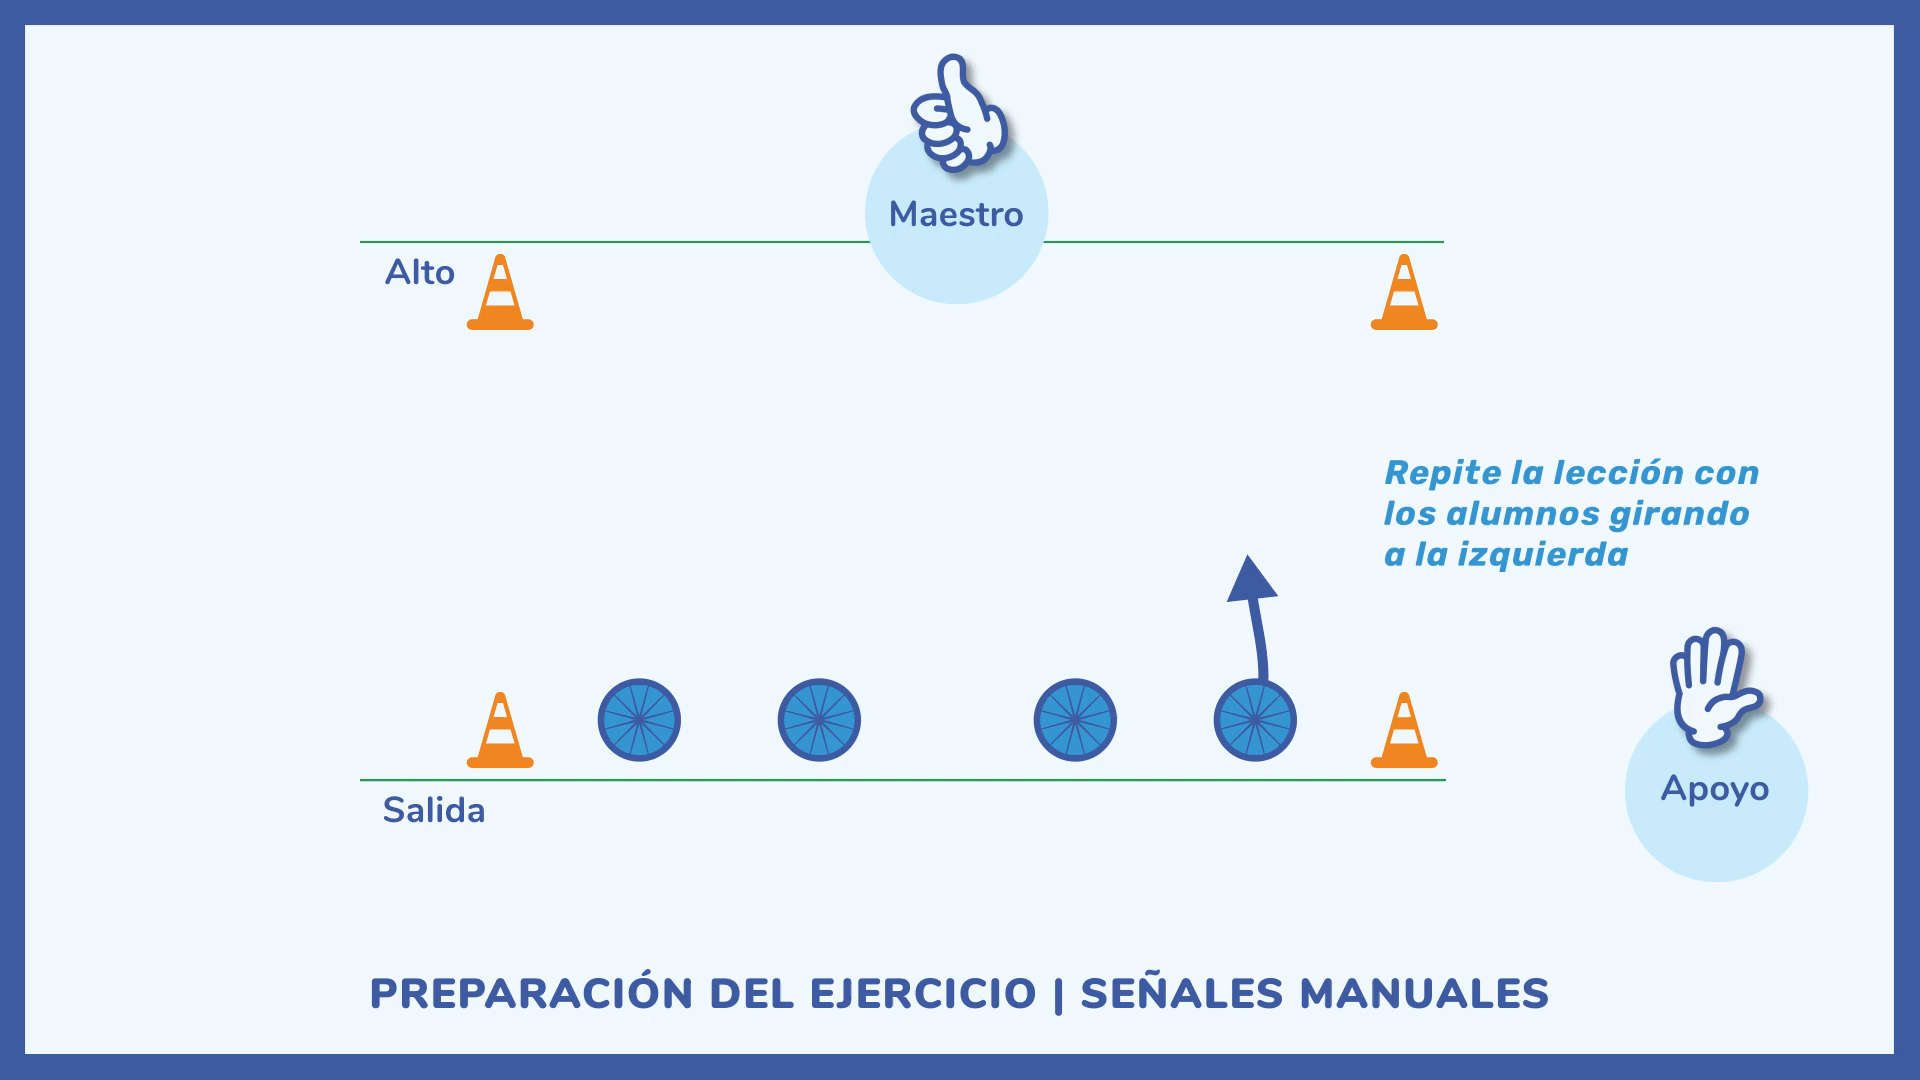 Maestro
Alto
Repite la lección con
los alumnos girando
a la izquierda
Apoyo
Salida
PREPARACIÓN DEL EJERCICIO | SEÑALES MANUALES